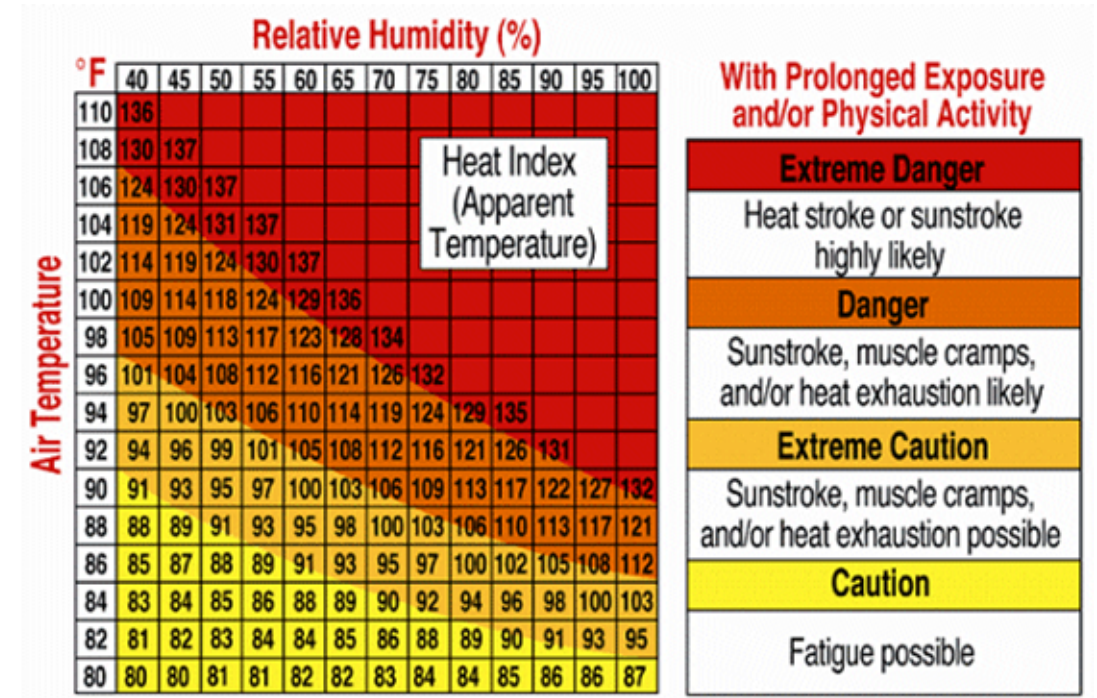 Relative Humidity (%)
°F 40 45 50 55 60 65 70 75 80 85 90 95 100
110 136
108 130 137
106 124 130 137
104 119 124 131 137
102 114 119 124 130 137
100 109 114 118 124 129 136
98 105 109 113 117 123 128 134
96 101 104 108 112 116 121 126 132
94 97 100 103 106 110 114 119 124 129 135
92 94 96 99 101 105 108 112 116 121 126 131
90 91 93 95 97 100 103 106 109 113 117 122 127 132
88 88 89 91 93 95 98 100 103 106 110 113 117 121
86 85 87 88 89 91 93 95 97 100 102 105 108 112
84 83 84 85 86 88 89 90 92 94 96 98 100 103
82 81 82 83 84 84 85 86 88 89 90 91 93 95
80 80 80 81 81 82 82 83 84 84 85 86 86 87
Air Temperature
Heat Index
(Apparent
Temperature)
With Prolonged Exposure
and/or Physical Activity
Extreme Danger
Heat stroke or sunstroke
highly likely
Danger
Sunstroke, muscle cramps,
and/or heat exhaustion likely
Extreme Caution
Sunstroke, muscle cramps,
and/or heat exhaustion possible
Caution
Fatigue possible